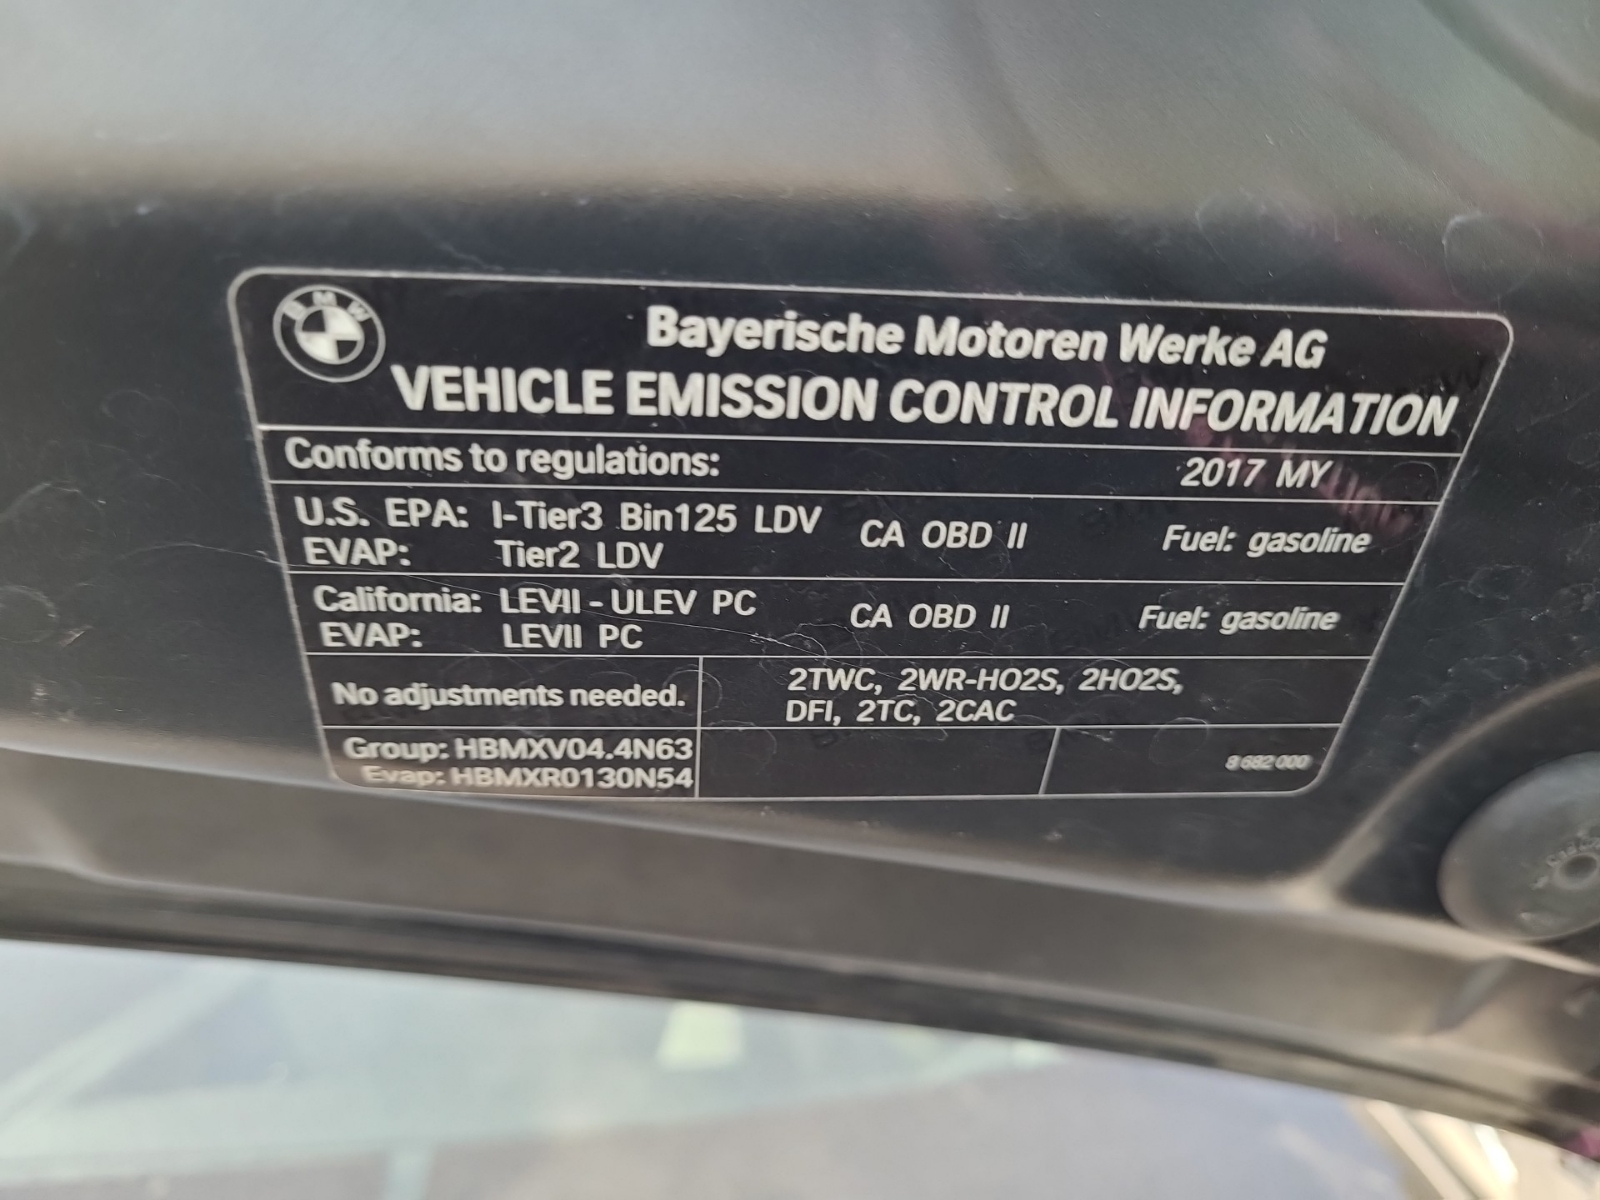 BMW
Bayerische Motoren Werke AG
VEHICLE EMISSION CONTROL INFORMATION
Conforms to regulations: 2017 MY
U.S. EPA: I-Tier3 Bin125 LDV CA OBD II Fuel: gasoline
EVAP: Tier2 LDV
California: LEVII - ULEV PC CA OBD II Fuel: gasoline
EVAP: LEVII PC
No adjustments needed. 2TWC, 2WR-HO2S, 2HO2S,
DFI, 2TC, 2CAC
Group: HBMXV04.4N63
Evap: HBMXR0130N54
8 682 000